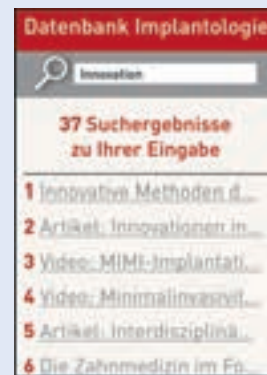 Datenbank Implantologie
Innovation
37 Suchergebnisse
zu Ihrer Eingabe
1 Innovative Methoden d...
2 Artikel: Innovationen in...
3 Video: MIMI-Implantati...
4 Video: Minimalinvasivit...
5 Artikel: Interdisziplinä...
6 Die Zahnmedizin im Fo...